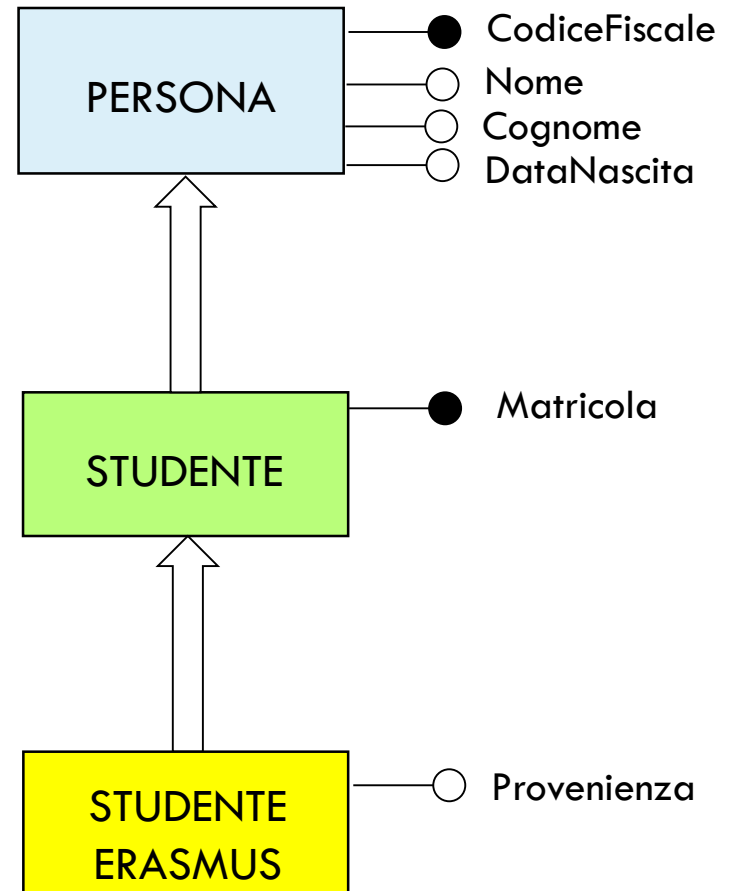 PERSONA
CodiceFiscale
Nome
Cognome
DataNascita
STUDENTE
Matricola
STUDENTE
ERASMUS
Provenienza